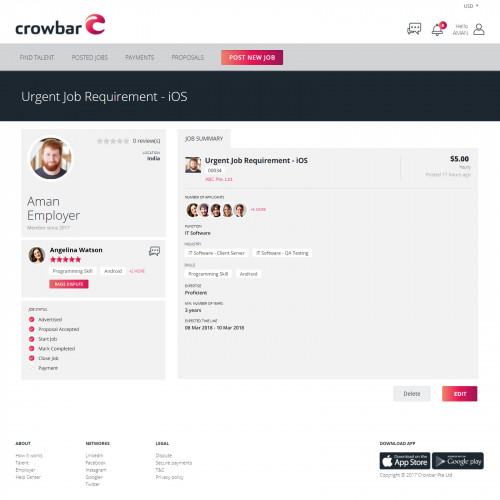 USD
crowbar
8
Hello
AMAN
FIND TALENT
POSTED JOBS
PAYMENTS
PROPOSALS
POST NEW JOB
Urgent Job Requirement - iOS
0 review(s)
LOCATION
India
Aman
Employer
Member since 2017
Angelina Watson
Programming Skill
Android
+2 MORE
RAISE DISPUTE
JOB STATUS
Advertised
Proposal Accepted
Start Job
Mark Completed
Close Job
Payment
JOB SUMMARY
Urgent Job Requirement - iOS
00034
ABC Pte. Ltd.
$5.00
Hourly
Posted 17 hours ago
NUMBER OF APPLICANTS
+6 MORE
FUNCTION
IT Software
INDUSTRY
IT Software - Client Server
IT Software - QA Testing
SKILLS
Programming Skill
Android
EXPERTISE
Proficient
MIN. NUMBER OF YEARS
3 years
EXPECTED TIME LINE
08 Mar 2018 - 10 Mar 2018
Delete
EDIT
ABOUT
How it works
Talent
Employer
Help Center
NETWORKS
LinkedIn
Facebook
Instagram
Google+
Twitter
LEGAL
Dispute
Secure payments
T&C
Privacy policy
DOWNLOAD APP
Download on the
App Store
Google play
Copyright © 2017 Crowbar Pte Ltd